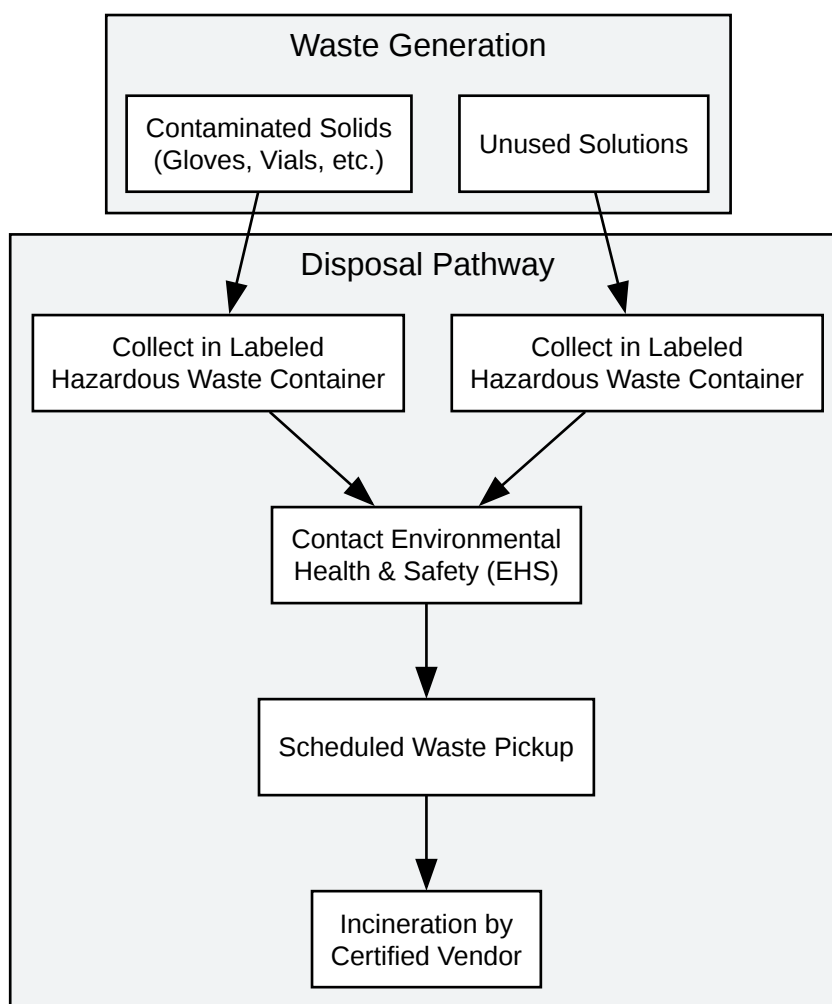 Waste Generation
Contaminated Solids
(Gloves, Vials, etc.)
Unused Solutions
Disposal Pathway
Collect in Labeled
Hazardous Waste Container
Collect in Labeled
Hazardous Waste Container
Contact Environmental
Health & Safety (EHS)
Scheduled Waste Pickup
Incineration by
Certified Vendor